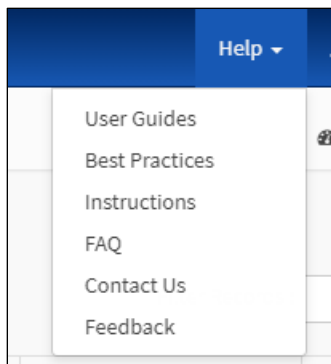 Help
User Guides
Best Practices
Instructions
FAQ
Contact Us
Feedback